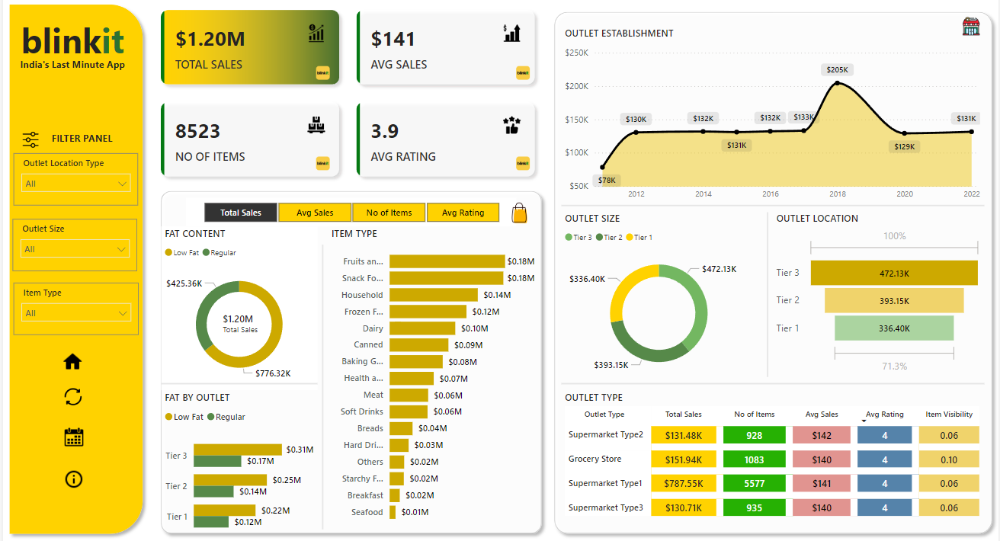 blinkit
India's Last Minute App
FILTER PANEL
Outlet Location Type
All
Outlet Size
All
Item Type
All
$1.20M
TOTAL SALES
blinkit
$141
AVG SALES
blinkit
8523
NO OF ITEMS
blinkit
3.9
AVG RATING
blinkit
Total Sales Avg Sales No of Items Avg Rating
FAT CONTENT
Low Fat Regular
$425.36K
$1.20M
Total Sales
$776.32K
FAT BY OUTLET
Low Fat Regular
Tier 3 $0.31M
$0.17M
Tier 2 $0.25M
$0.14M
Tier 1 $0.22M
$0.12M
ITEM TYPE
Fruits an... $0.18M
Snack Fo... $0.18M
Household $0.14M
Frozen F... $0.12M
Dairy $0.10M
Canned $0.09M
Baking G... $0.08M
Health a... $0.07M
Meat $0.06M
Soft Drinks $0.06M
Breads $0.04M
Hard Dri... $0.03M
Others $0.02M
Starchy F... $0.02M
Breakfast $0.02M
Seafood $0.01M
OUTLET ESTABLISHMENT
$250K
$200K
$150K
$100K
$50K
$78K
$130K
$132K
$131K
$132K
$133K
$205K
$129K
$131K
2012 2014 2016 2018 2020 2022
OUTLET SIZE
Tier 3 Tier 2 Tier 1
$336.40K
$472.13K
$393.15K
OUTLET LOCATION
100%
Tier 3 472.13K
Tier 2 393.15K
Tier 1 336.40K
71.3%
OUTLET TYPE
Outlet Type Total Sales No of Items Avg Sales Avg Rating Item Visibility
Supermarket Type2 $131.48K 928 $142 4 0.06
Grocery Store $151.94K 1083 $140 4 0.10
Supermarket Type1 $787.55K 5577 $141 4 0.06
Supermarket Type3 $130.71K 935 $140 4 0.06